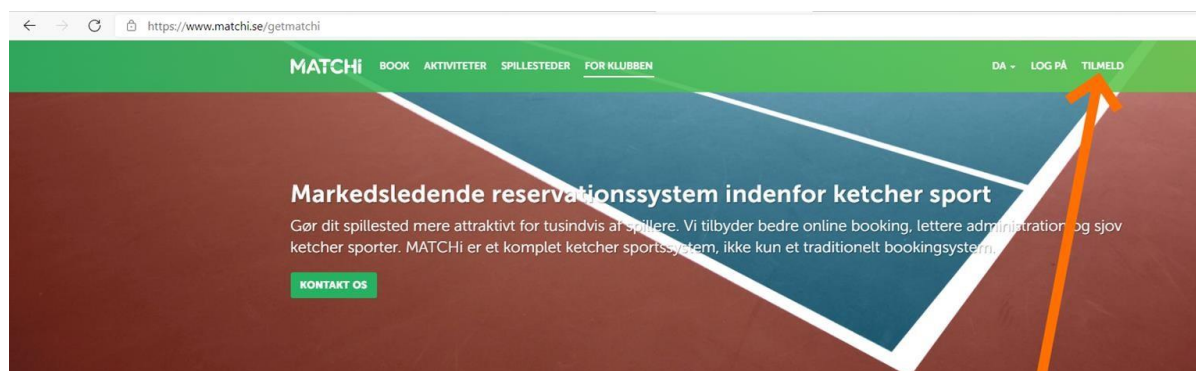 https://www.matchi.se/getmatchi
MATCHi BOOK AKTIVITETER SPILLESTEDER FOR KLUBBEN DA LOG PÅ TILMELD
Markedsledende reservationssystem indenfor ketcher sport
Gør dit spillested mere attraktivt for tusindvis af spillere. Vi tilbyder bedre online booking, lettere administration og sjov
ketcher sporter. MATCHi er et komplet ketcher sportssystem, ikke kun et traditionelt bookingsystem.
KONTAKT OS